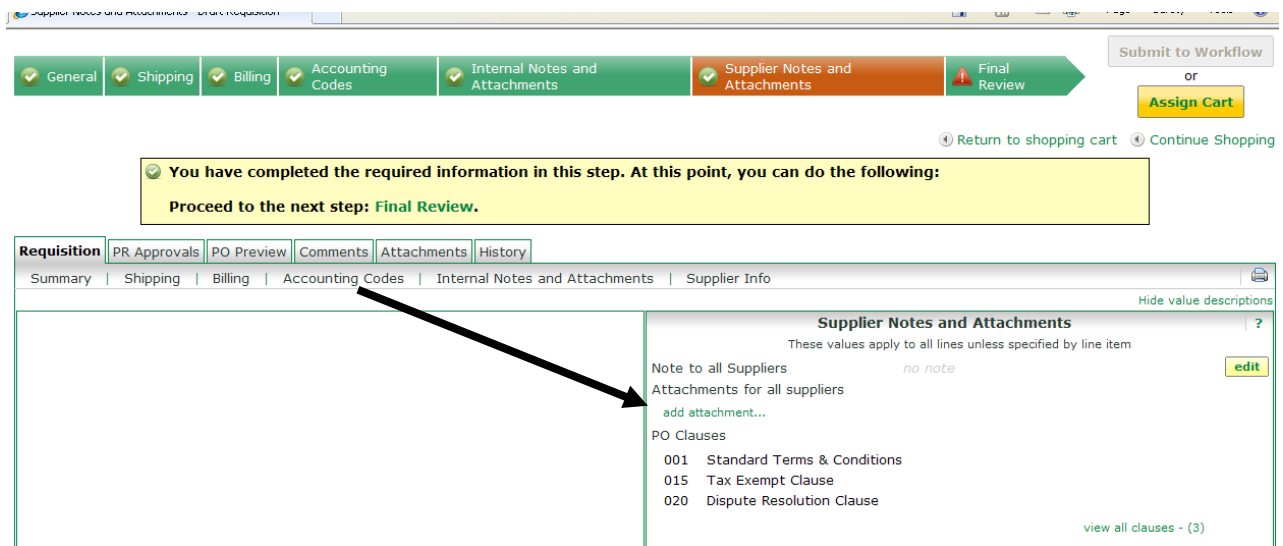 Supplier Notes and Attachments - Draft Requisition
Submit to Workflow
General
Shipping
Billing
Accounting Codes
Internal Notes and Attachments
Supplier Notes and Attachments
Final Review
or
Assign Cart
Return to shopping cart Continue Shopping
You have completed the required information in this step. At this point, you can do the following:
Proceed to the next step: Final Review.
Requisition PR Approvals PO Preview Comments Attachments History
Summary | Shipping | Billing | Accounting Codes | Internal Notes and Attachments | Supplier Info
Hide value descriptions
Supplier Notes and Attachments ?
These values apply to all lines unless specified by line item
Note to all Suppliers no note edit
Attachments for all suppliers
add attachment...
PO Clauses
001 Standard Terms & Conditions
015 Tax Exempt Clause
020 Dispute Resolution Clause
view all clauses - (3)